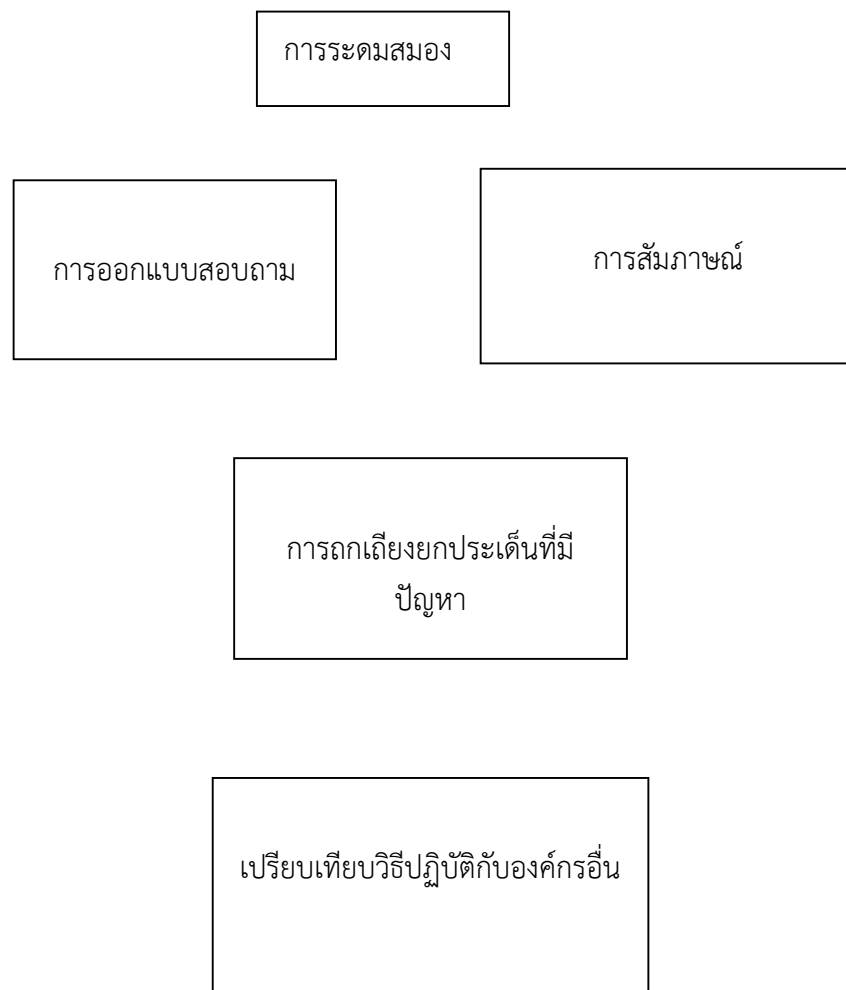 การระดมสมอง
การออกแบบสอบถาม
การสัมภาษณ์
การถกเถียงยกประเด็นที่มี
ปัญหา
เปรียบเทียบวิธีปฏิบัติกับองค์กรอื่น